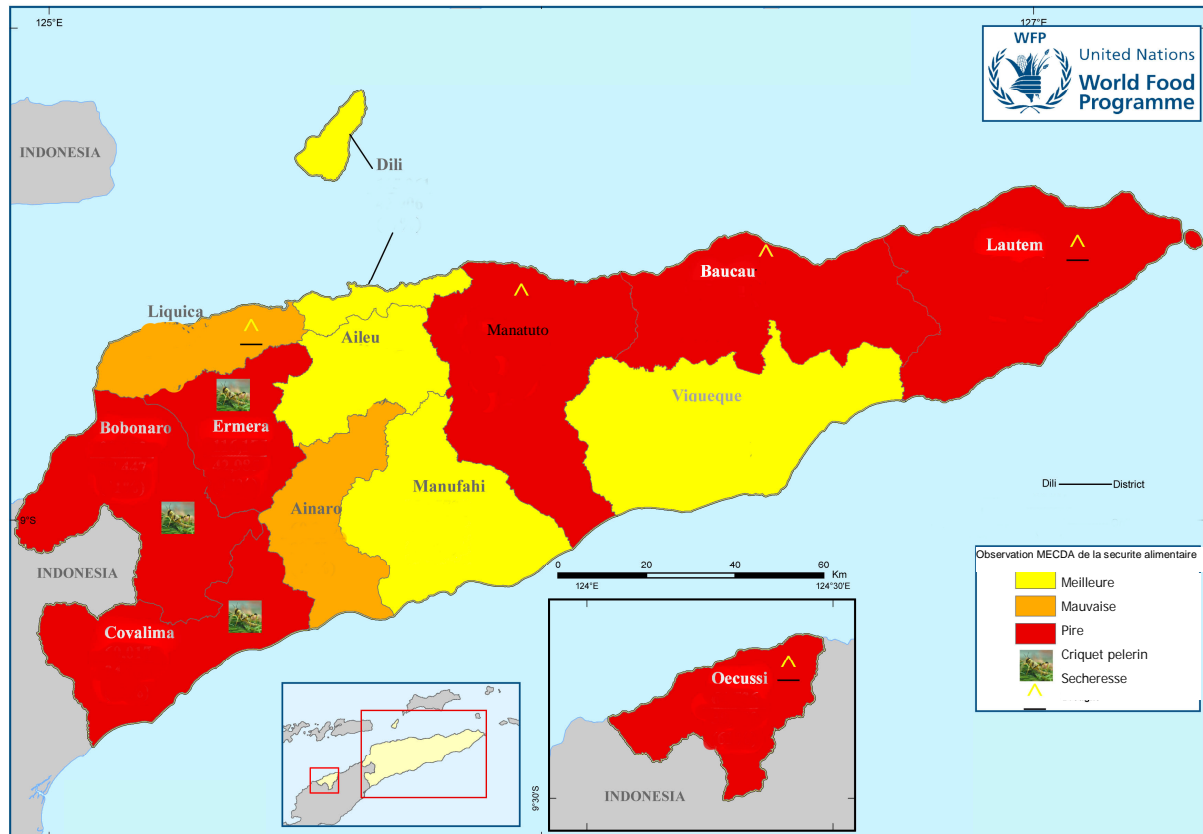 125°E
127°E
WFP
United Nations
World Food
Programme
INDONESIA
Dili
Lautem
Baucau
Liquica
Manatuto
Aileu
Viqueque
Bobonaro
Ermera
Manufahi
Ainaro
Dili
District
9°S
INDONESIA
Covalima
0
20
40
60
Km
124°E
124°30'E
Observation MECDA de la securite alimentaire
Meilleure
Mauvaise
Pire
Criquet pelerin
Secheresse
Oecussi
INDONESIA
9°30'S